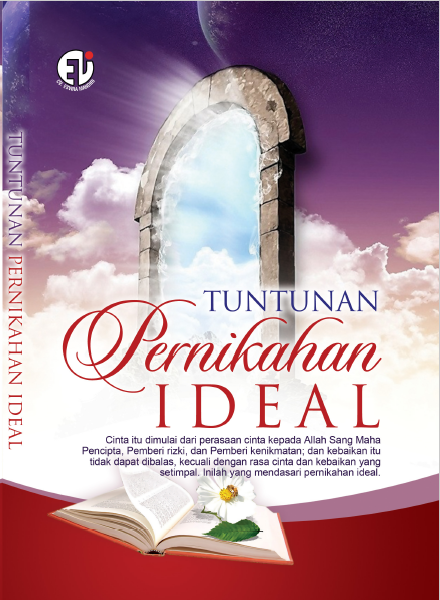 TUNTUNAN PERNIKAHAN IDEAL
TUNTUNAN
Pernikahan
IDEAL
Cinta itu dimulai dari perasaan cinta kepada Allah Sang Maha
Pencipta, Pemberi rizki, dan Pemberi kenikmatan; dan kebaikan itu
tidak dapat dibalas, kecuali dengan rasa cinta dan kebaikan yang
setimpal. Inilah yang mendasari pernikahan ideal.